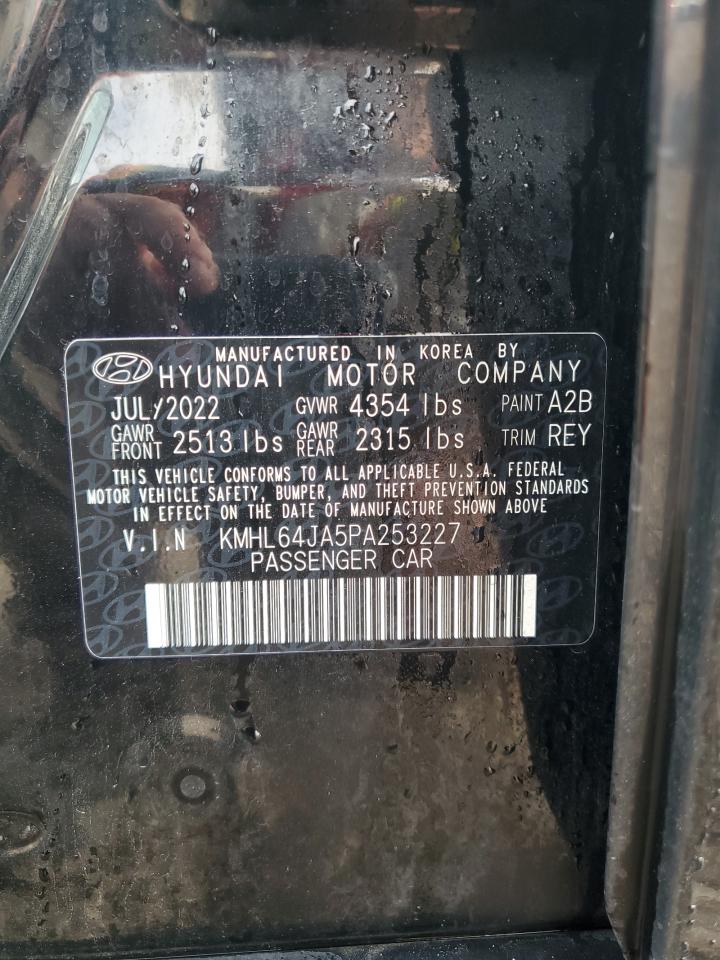 MANUFACTURED IN KOREA BY
HYUNDAI MOTOR COMPANY
JUL/2022 GVWR 4354 lbs PAINT A2B
GAWR FRONT 2513 lbs GAWR REAR 2315 lbs TRIM REY
THIS VEHICLE CONFORMS TO ALL APPLICABLE U.S.A. FEDERAL
MOTOR VEHICLE SAFETY, BUMPER, AND THEFT PREVENTION STANDARDS
IN EFFECT ON THE DATE OF MANUFACTURE SHOWN ABOVE
V.I.N KMHL64JA5PA253227
PASSENGER CAR